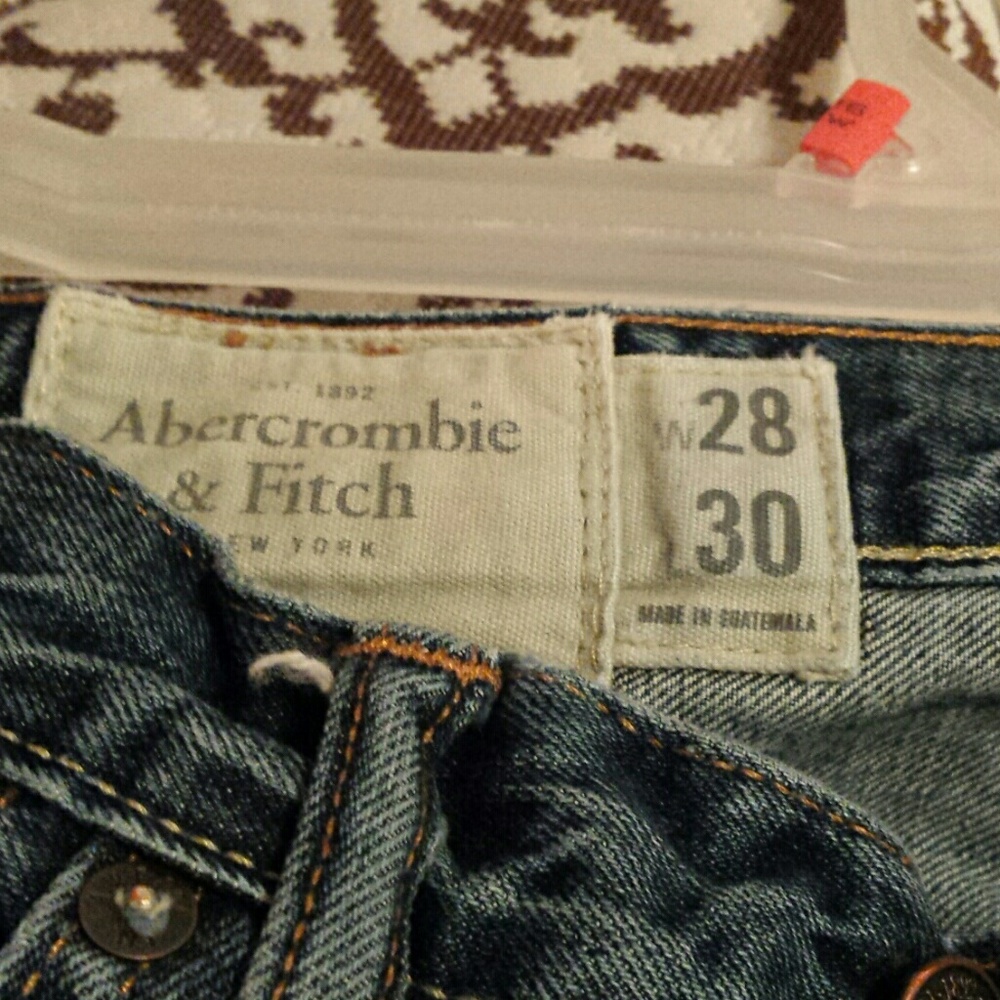 EST. 1892
Abercrombie
& Fitch
NEW YORK
W28
L30
MADE IN GUATEMALA